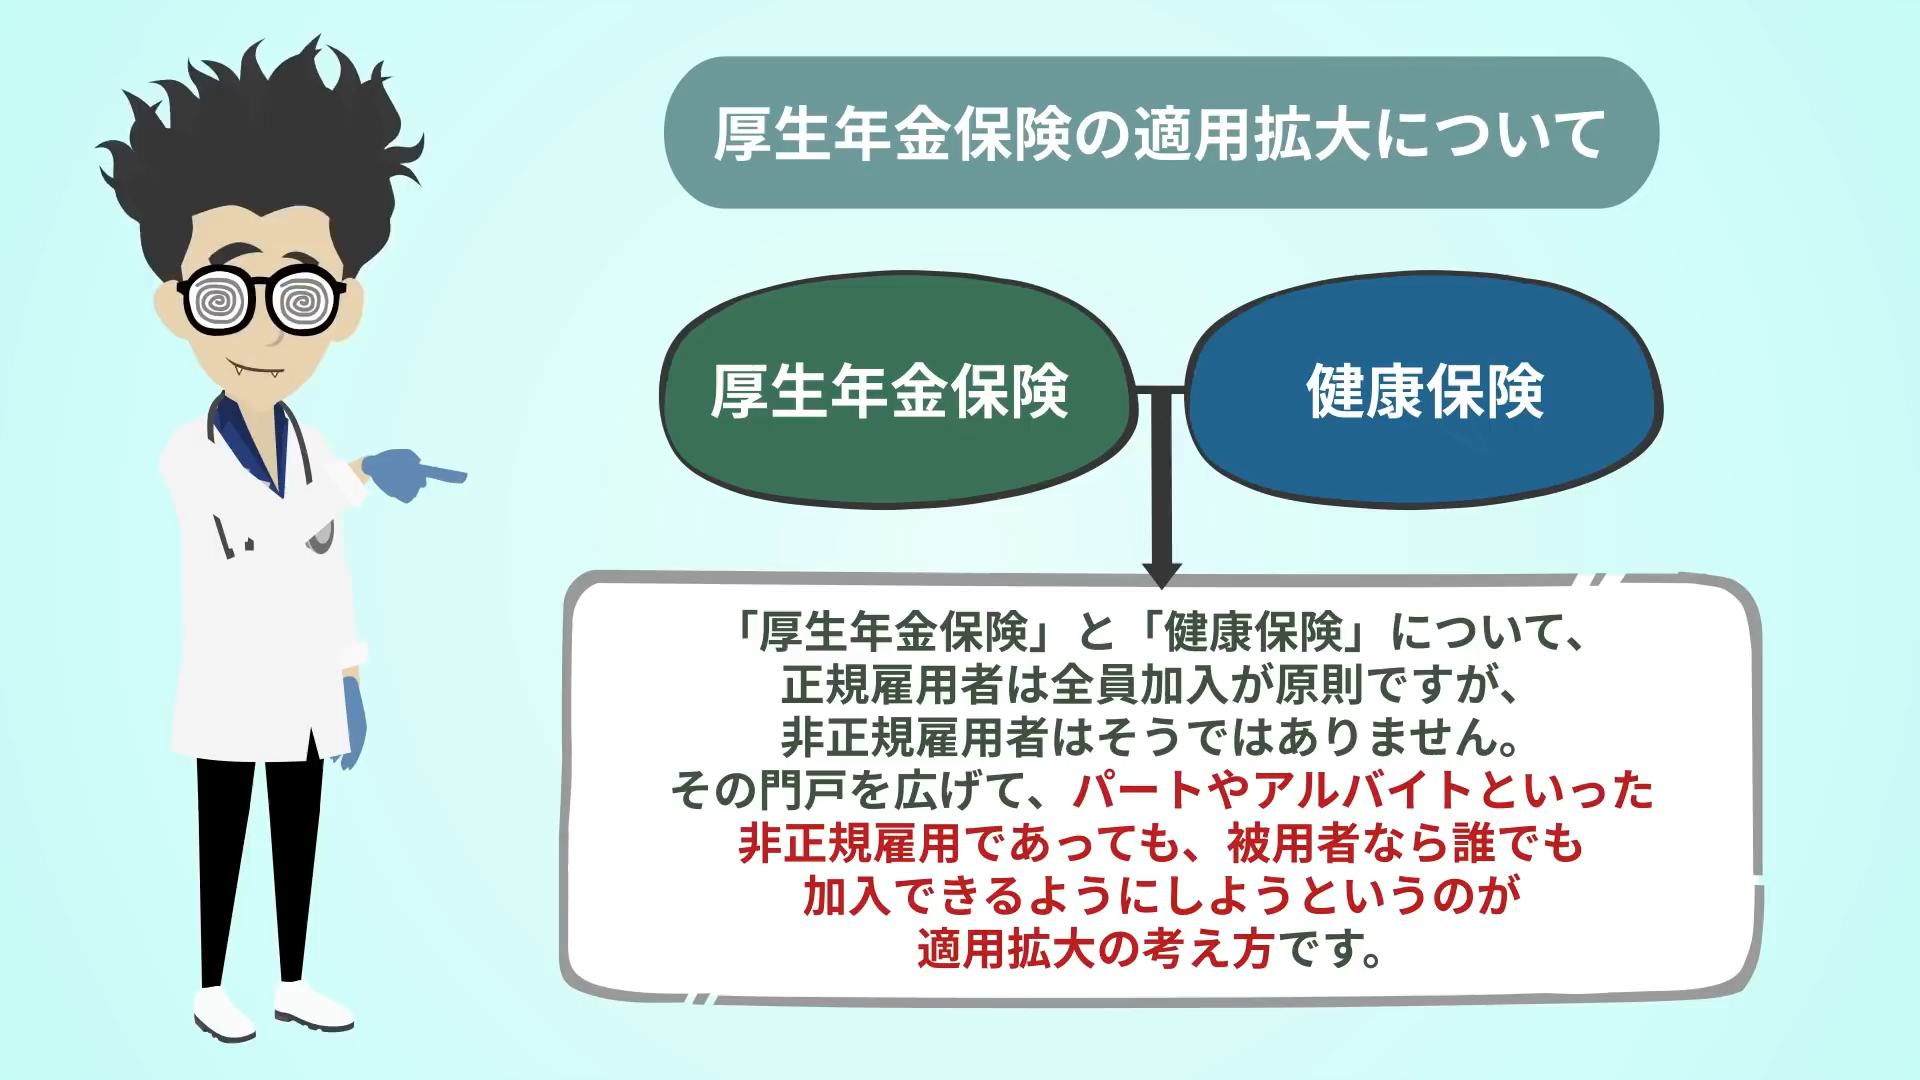 厚生年金保険の適用拡大について
厚生年金保険
健康保険
「厚生年金保険」と「健康保険」について、
正規雇用者は全員加入が原則ですが、
非正規雇用者はそうではありません。
その門戸を広げて、パートやアルバイトといった
非正規雇用であっても、被用者なら誰でも
加入できるようにしようというのが
適用拡大の考え方です。